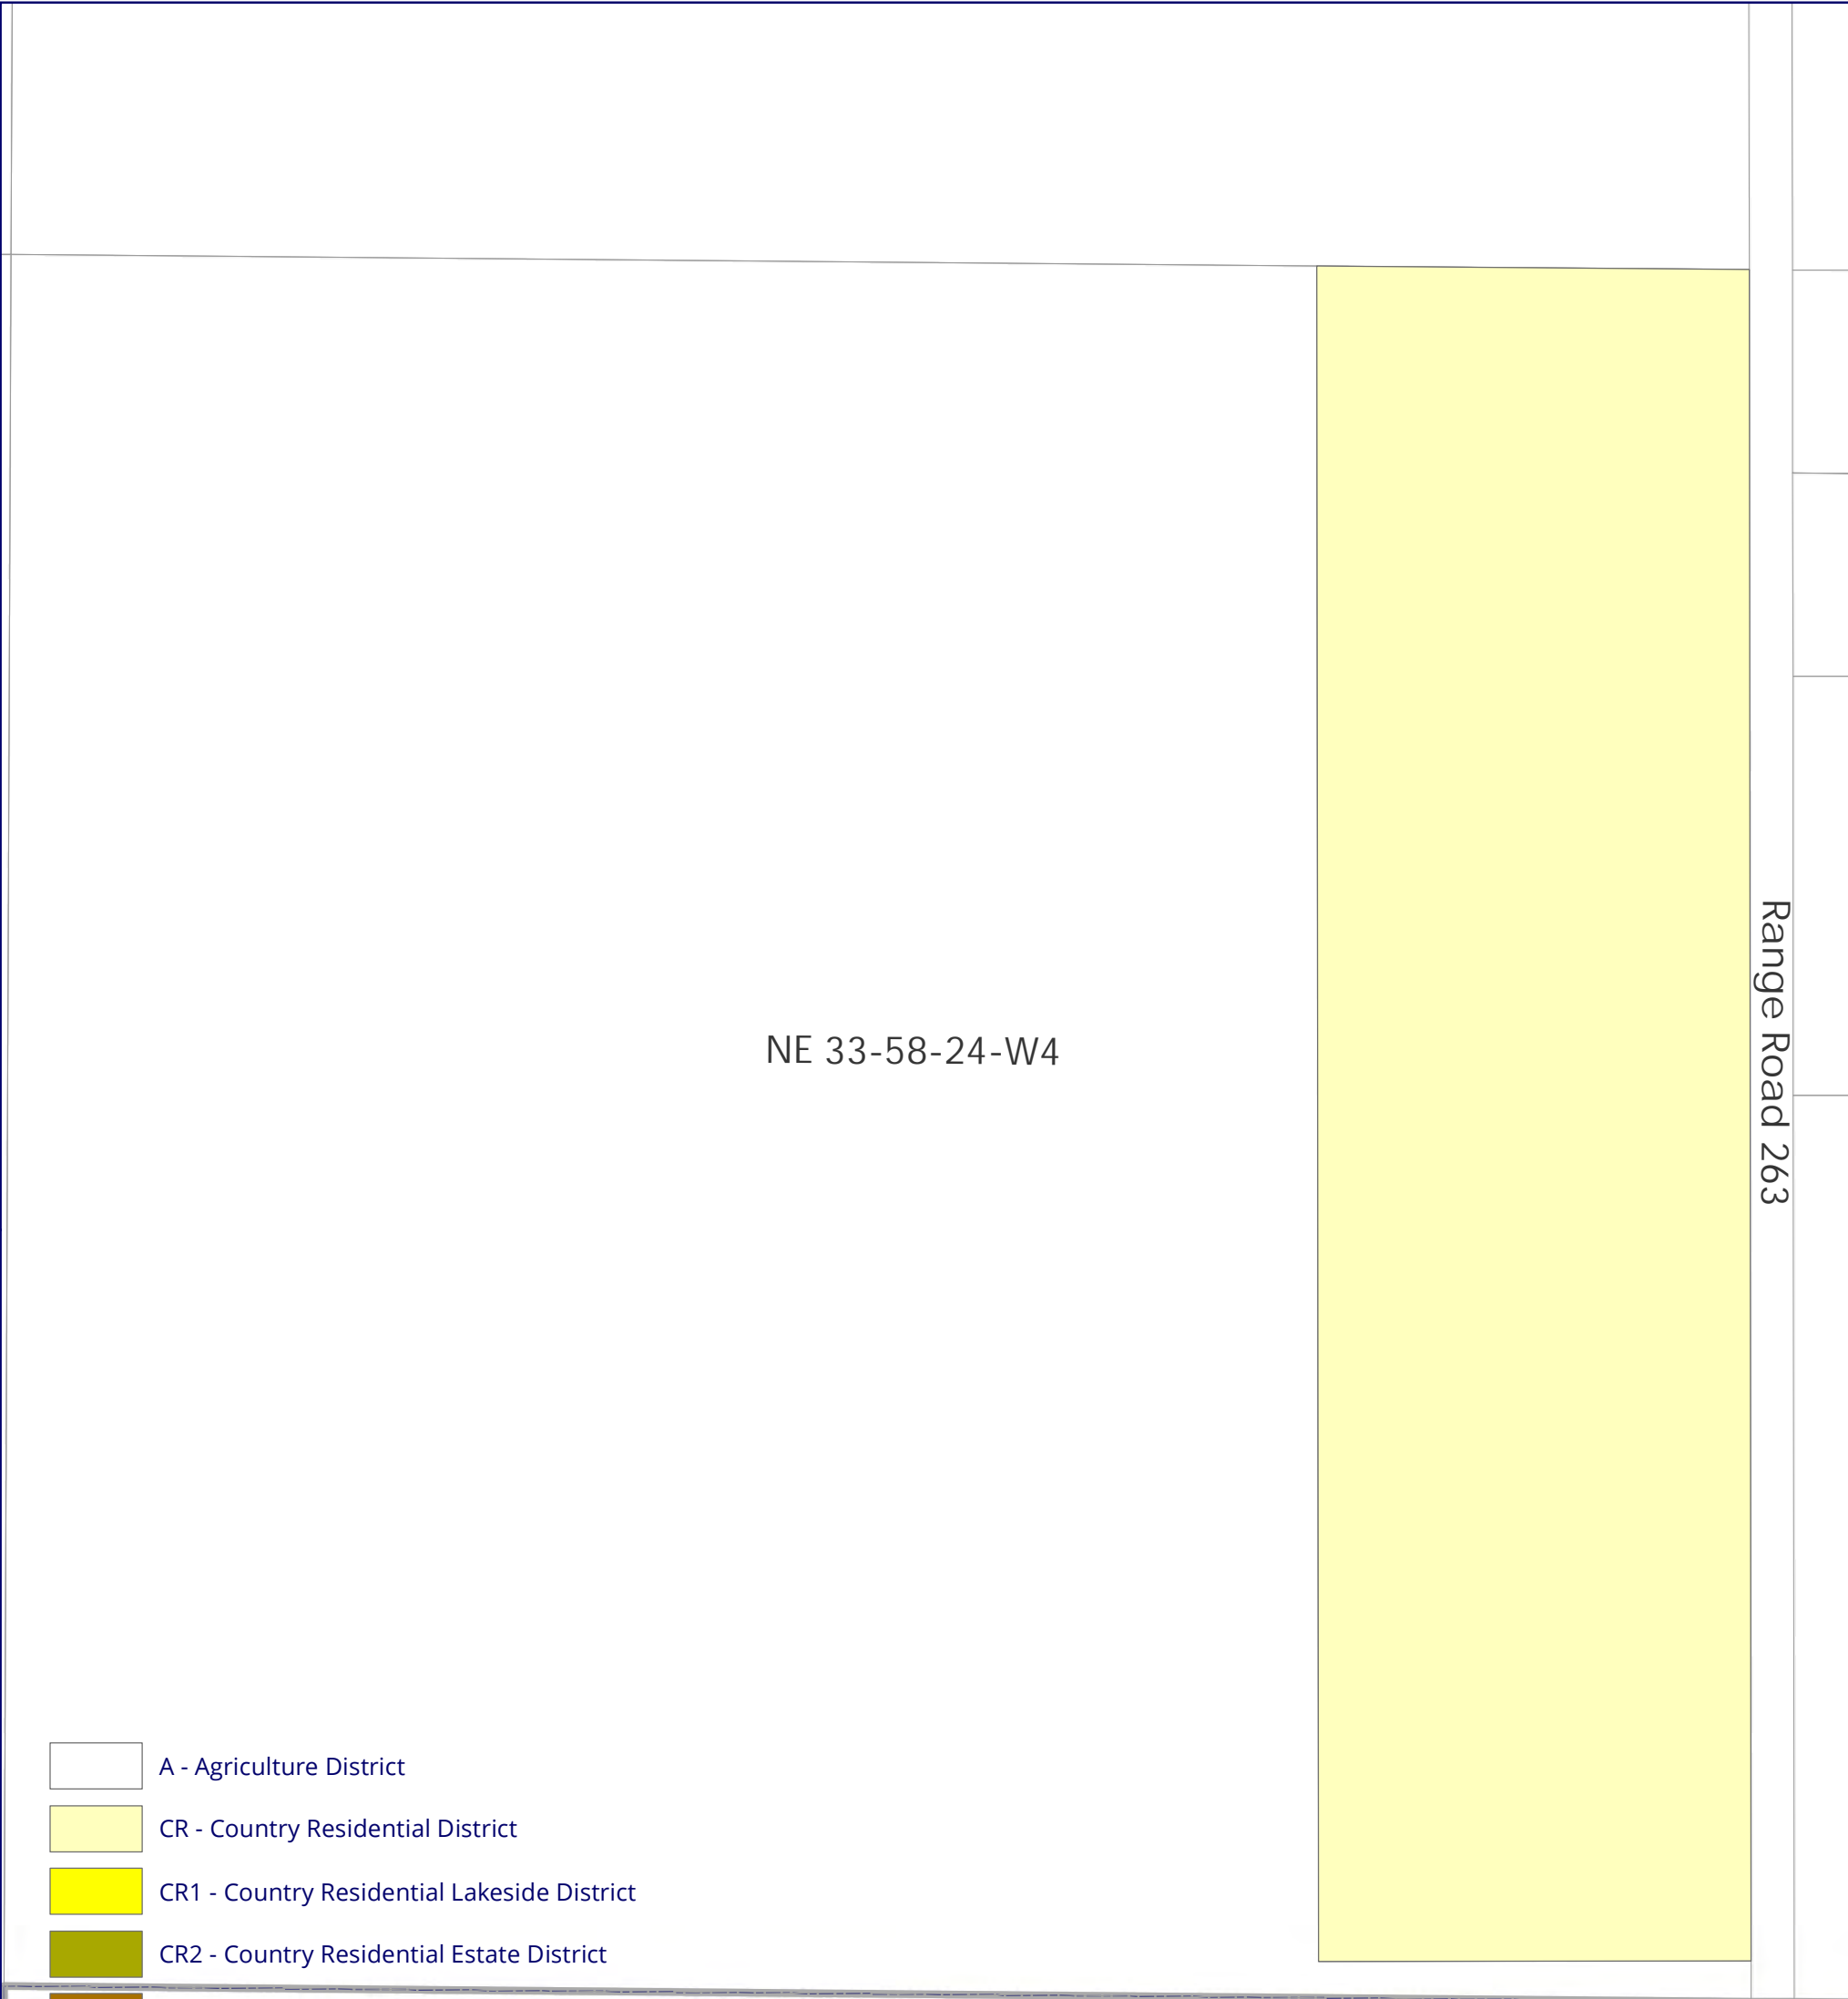 NE 33-58-24-W4
Range Road 263
A - Agriculture District
CR - Country Residential District
CR1 - Country Residential Lakeside District
CR2 - Country Residential Estate District